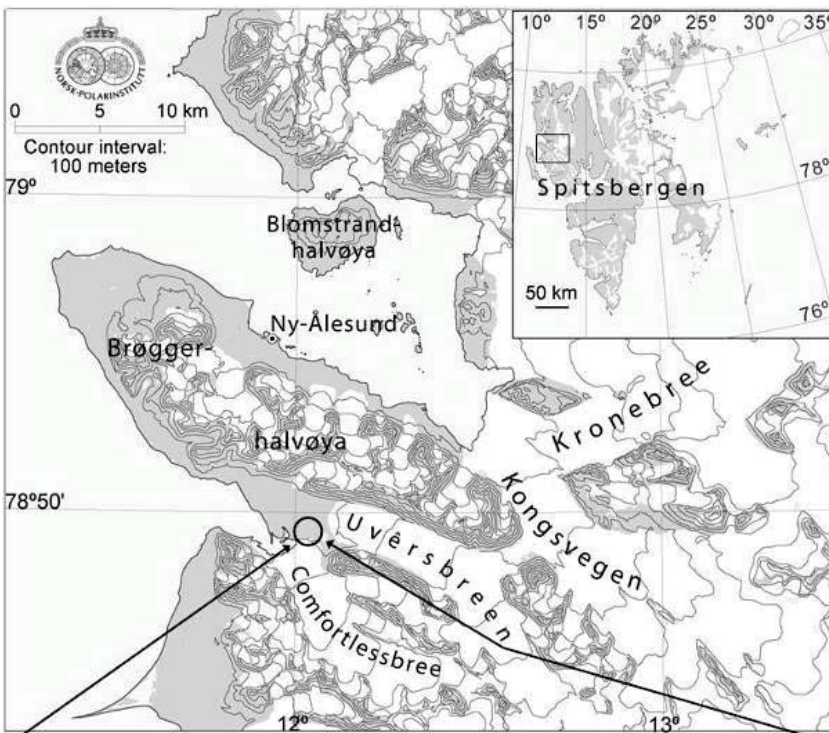 NORSK-POLARINSTITUTT
0 5 10 km
Contour interval:
100 meters
10º 15º 20º 25º 30º 35º
78º
76º
Spitsbergen
50 km
79º
Blomstrand-
halvøya
Ny-Ålesund
Brøgger-
halvøya
Kronebree
Kongsvegen
78º50'
Uvêrsbreen
Comfortlessbree
12º
13º